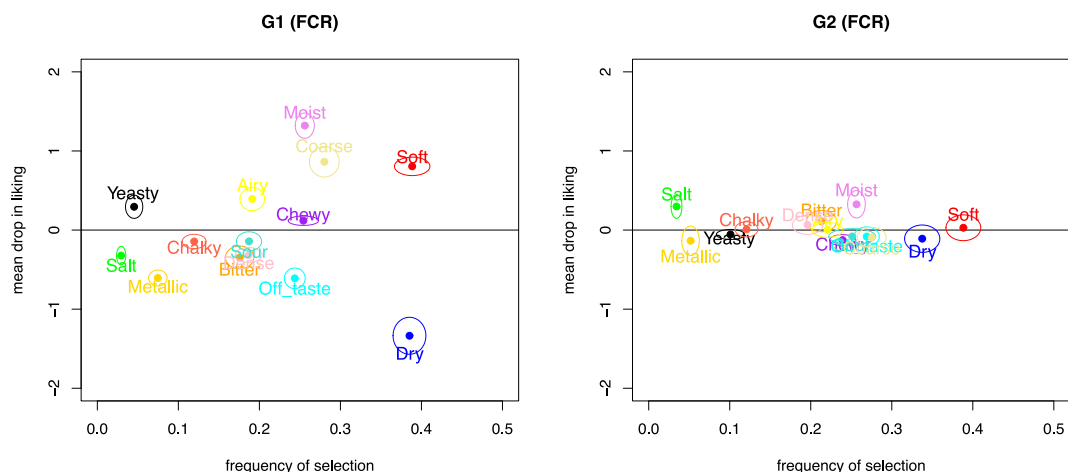 G1 (FCR)
mean drop in liking
2
1
0
−1
−2
Moist
Coarse
Soft
Airy
Yeasty
Chewy
Chalky
Sour
Salt
Bitter
Metallic
Off_taste
Dry
0.0 0.1 0.2 0.3 0.4 0.5
frequency of selection
G2 (FCR)
mean drop in liking
2
1
0
−1
−2
Salt
Moist
Bitter
Soft
Chalky
Yeasty
Metallic
Dry
0.0 0.1 0.2 0.3 0.4 0.5
frequency of selection